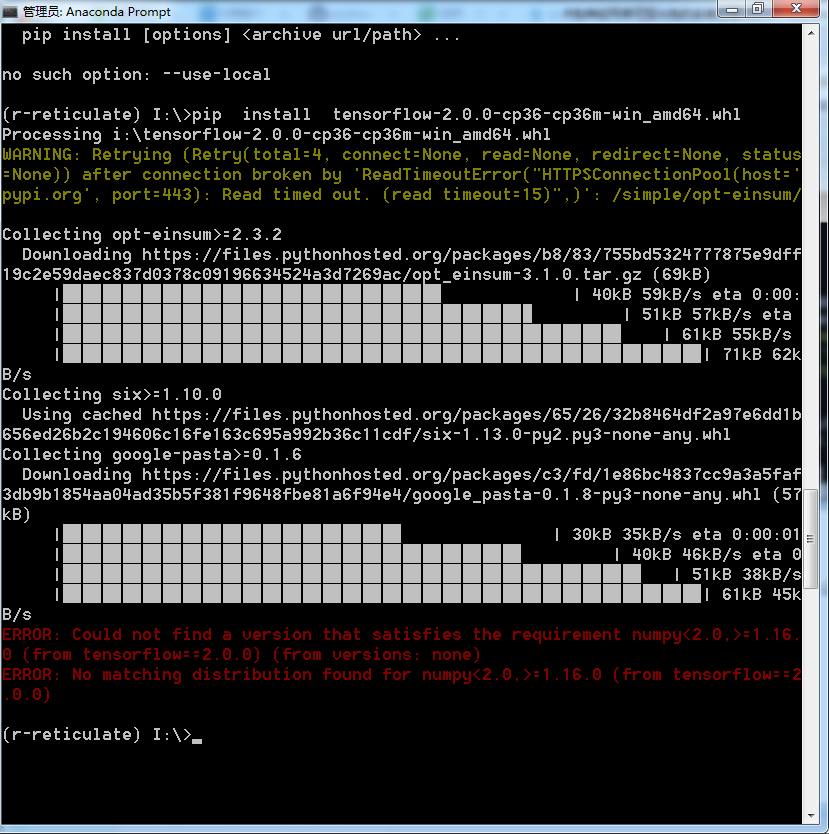 管理员: Anaconda Prompt
pip install [options] <archive url/path> ...
no such option: --use-local
(r-reticulate) I:\>pip  install  tensorflow-2.0.0-cp36-cp36m-win_amd64.whl
Processing i:\tensorflow-2.0.0-cp36-cp36m-win_amd64.whl
WARNING: Retrying (Retry(total=4, connect=None, read=None, redirect=None, status
=None)) after connection broken by 'ReadTimeoutError("HTTPSConnectionPool(host='
pypi.org', port=443): Read timed out. (read timeout=15)",)': /simple/opt-einsum/
Collecting opt-einsum>=2.3.2
Downloading https://files.pythonhosted.org/packages/b8/83/755bd5324777875e9dff
19c2e59daec837d0378c09196634524a3d7269ac/opt_einsum-3.1.0.tar.gz (69kB)
| | 40kB 59kB/s eta 0:00:
| | 51kB 57kB/s eta
| | 61kB 55kB/s
| | 71kB 62k
B/s
Collecting six>=1.10.0
Using cached https://files.pythonhosted.org/packages/65/26/32b8464df2a97e6dd1b
656ed26b2c194606c16fe163c695a992b36c11cdf/six-1.13.0-py2.py3-none-any.whl
Collecting google-pasta>=0.1.6
Downloading https://files.pythonhosted.org/packages/c3/fd/1e86bc4837cc9a3a5faf
3db9b1854aa04ad35b5f381f9648fbe81a6f94e4/google_pasta-0.1.8-py3-none-any.whl (57
kB)
| | 30kB 35kB/s eta 0:00:01
| | 40kB 46kB/s eta 0
| | 51kB 38kB/s
| | 61kB 45k
B/s
ERROR: Could not find a version that satisfies the requirement numpy<2.0,>=1.16.
0 (from tensorflow==2.0.0) (from versions: none)
ERROR: No matching distribution found for numpy<2.0,>=1.16.0 (from tensorflow==2
.0.0)
(r-reticulate) I:\>